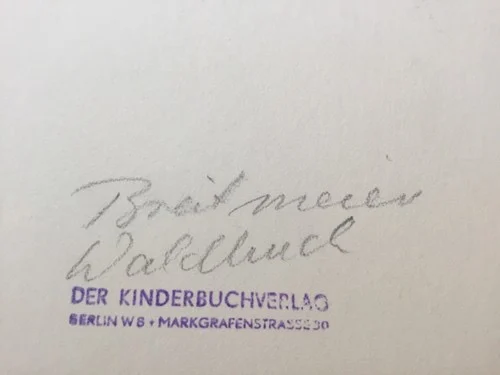 Breitmeier
Waldbuch
DER KINDERBUCHVERLAG
BERLIN W 8 + MARKGRAFENSTRASSE 30